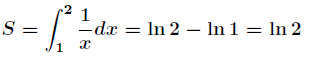 S = ∫₁² 1/x dx = ln 2 − ln 1 = ln 2